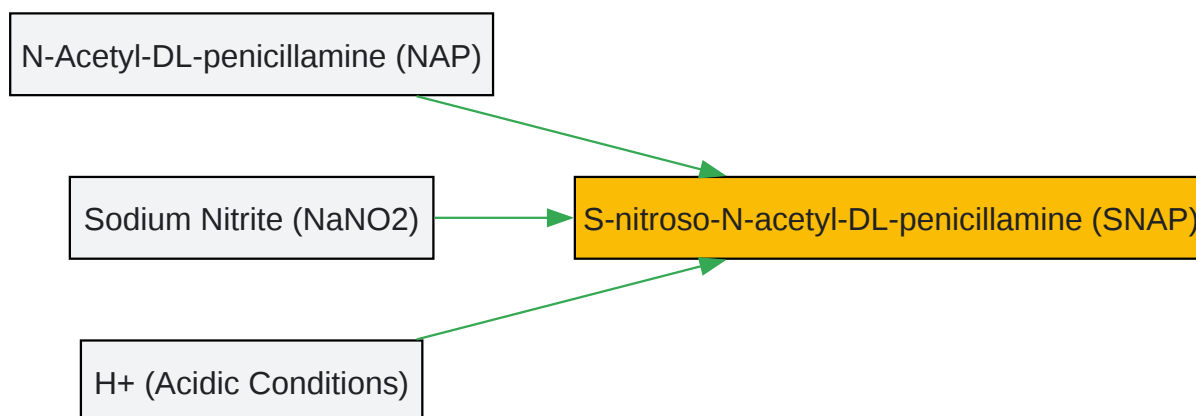 N-Acetyl-DL-penicillamine (NAP)
Sodium Nitrite (NaNO2)
S-nitroso-N-acetyl-DL-penicillamine (SNAP)
H+ (Acidic Conditions)